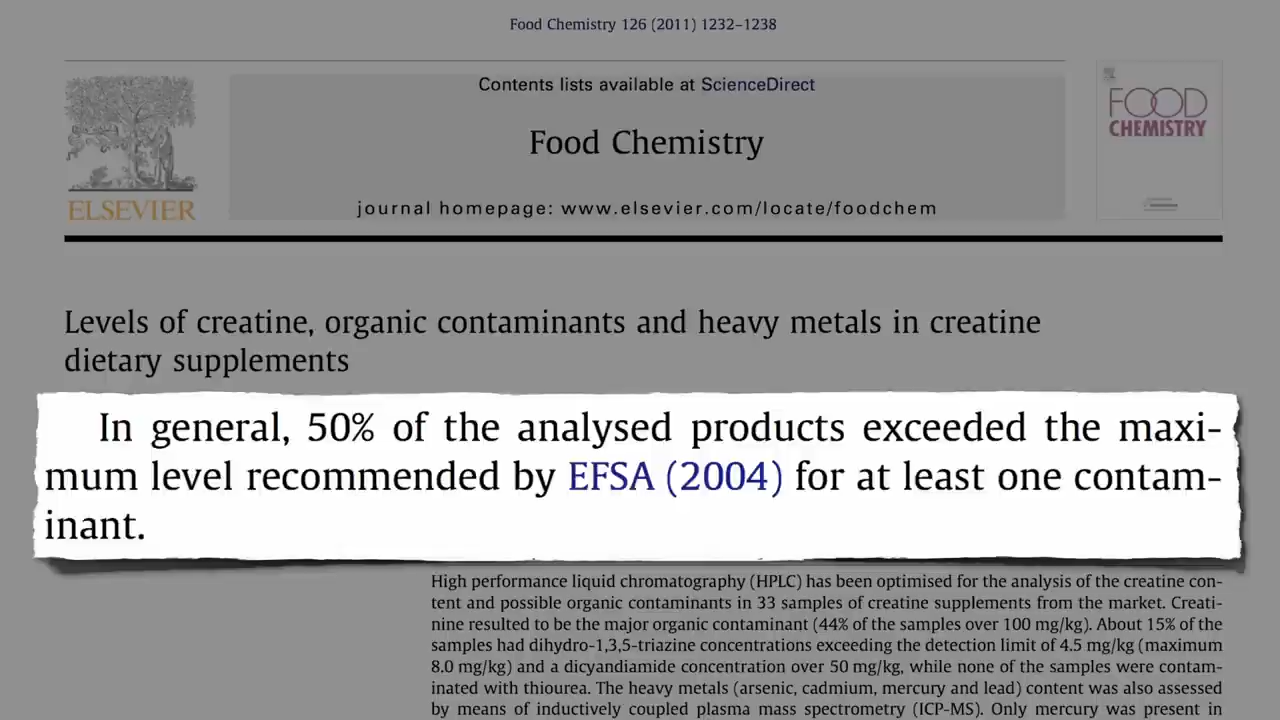 Food Chemistry 126 (2011) 1232–1238
Contents lists available at ScienceDirect
Food Chemistry
journal homepage: www.elsevier.com/locate/foodchem
ELSEVIER
FOOD
CHEMISTRY
Levels of creatine, organic contaminants and heavy metals in creatine
dietary supplements
In general, 50% of the analysed products exceeded the maxi-
mum level recommended by EFSA (2004) for at least one contam-
inant.
High performance liquid chromatography (HPLC) has been optimised for the analysis of the creatine con-
tent and possible organic contaminants in 33 samples of creatine supplements from the market. Creati-
nine resulted to be the major organic contaminant (44% of the samples over 100 mg/kg). About 15% of the
samples had dihydro-1,3,5-triazine concentrations exceeding the detection limit of 4.5 mg/kg (maximum
8.0 mg/kg) and a dicyandiamide concentration over 50 mg/kg, while none of the samples were contam-
inated with thiourea. The heavy metals (arsenic, cadmium, mercury and lead) content was also assessed
by means of inductively coupled plasma mass spectrometry (ICP-MS). Only mercury was present in